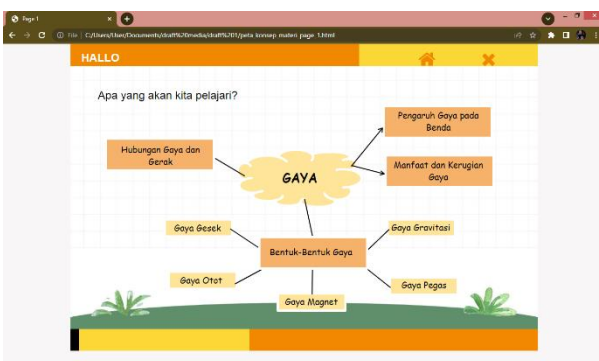 Page 1
File | C:/Users/User/Documents/draft%20media/draft%201/peta konsep materi page 1.html
HALLO
Apa yang akan kita pelajari?
Pengaruh Gaya pada
Benda
Hubungan Gaya dan
Gerak
Manfaat dan Kerugian
Gaya
GAYA
Gaya Gesek
Gaya Gravitasi
Bentuk-Bentuk Gaya
Gaya Otot
Gaya Pegas
Gaya Magnet